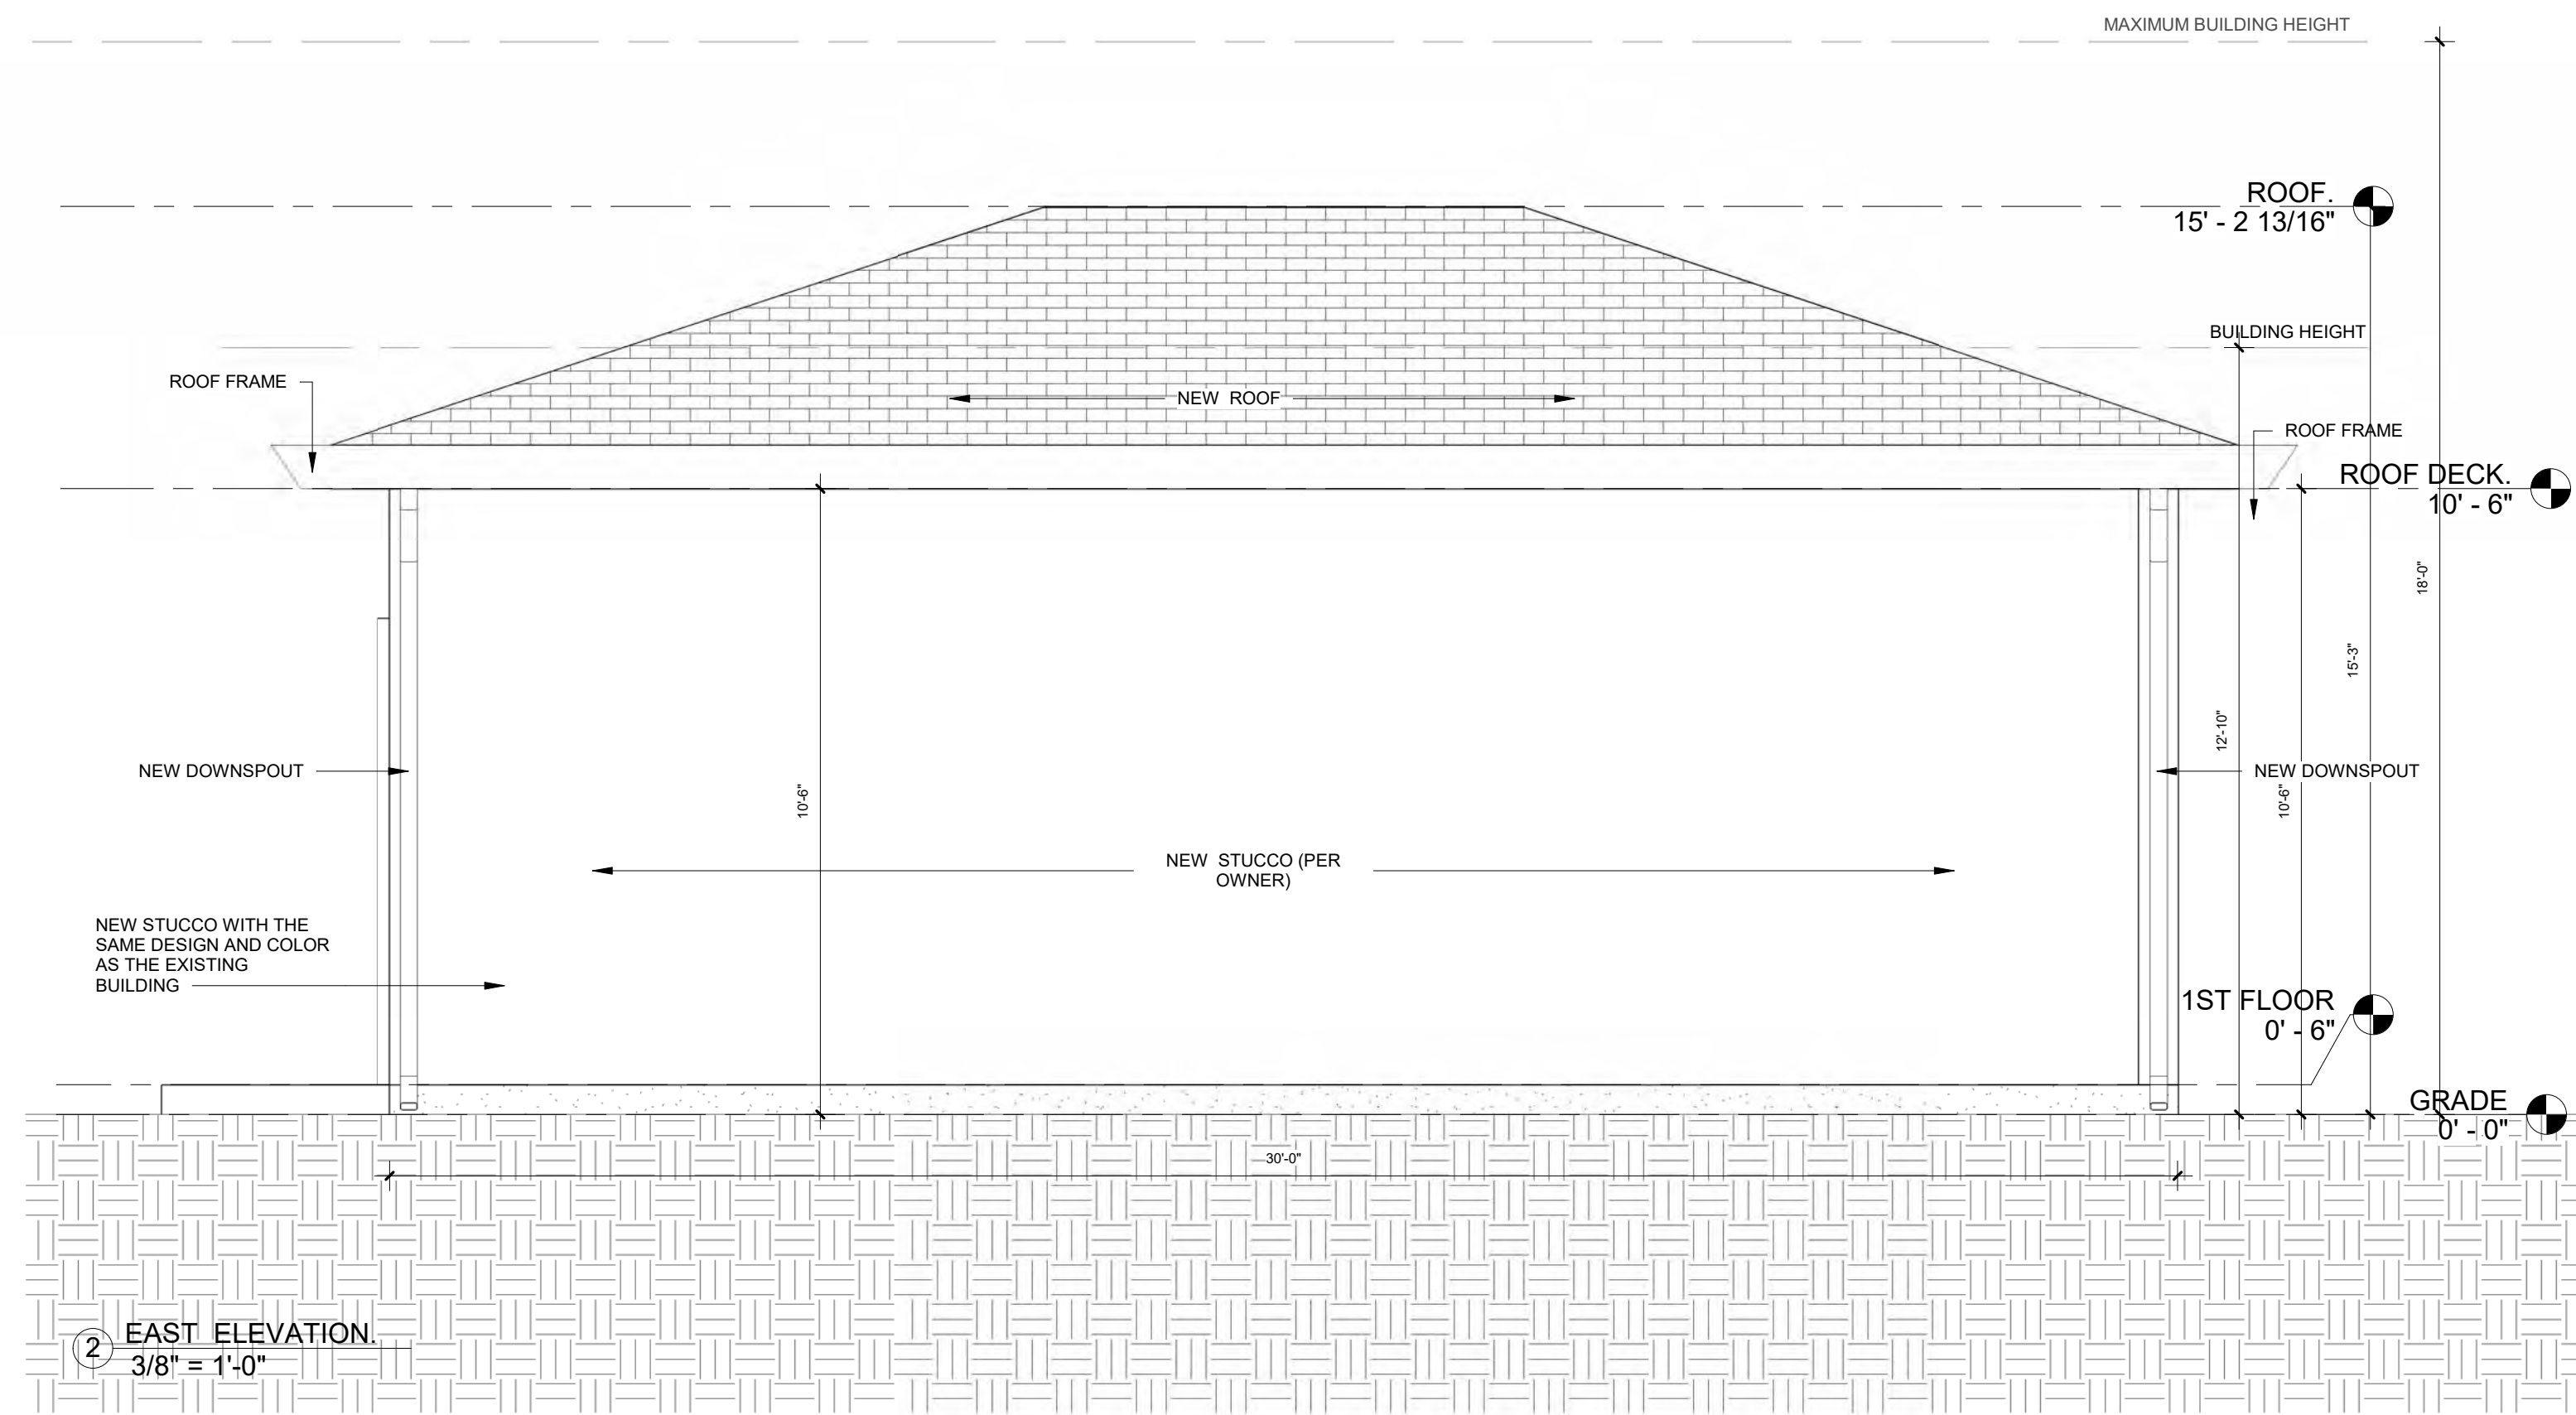 MAXIMUM BUILDING HEIGHT
ROOF.
15' - 2 13/16"
BUILDING HEIGHT
ROOF FRAME
NEW  ROOF
ROOF FRAME
ROOF DECK.
10' - 6"
18'-0"
15'-3"
12'-10"
NEW DOWNSPOUT
10'-6"
NEW DOWNSPOUT
10'-6"
NEW  STUCCO (PER
OWNER)
NEW STUCCO WITH THE
SAME DESIGN AND COLOR
AS THE EXISTING
BUILDING
1ST FLOOR
0' - 6"
GRADE
0' - 0"
30'-0"
2
EAST  ELEVATION.
3/8" = 1'-0"